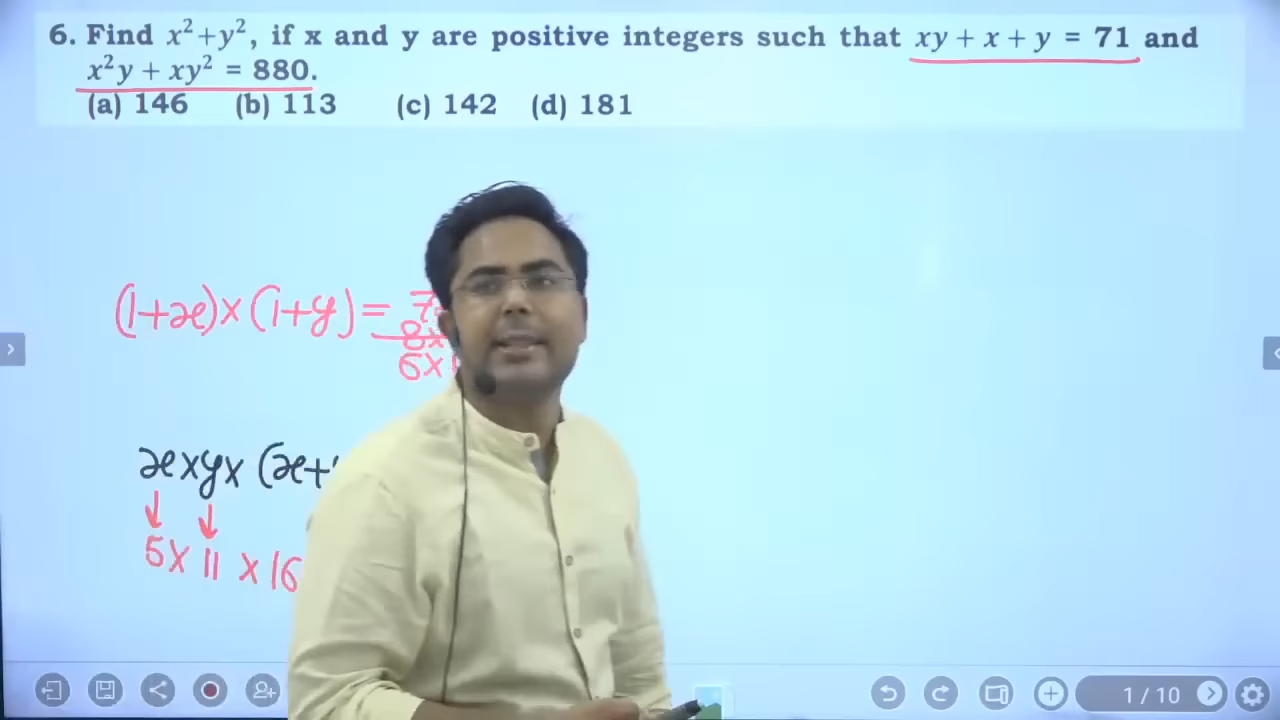 6. Find x²+y², if x and y are positive integers such that xy + x + y = 71 and
x²y + xy² = 880.
(a) 146 (b) 113 (c) 142 (d) 181
(1+x)×(1+y)= 7
8×
6×
x×y×(x+
↓ ↓
5× 11 ×16
1 / 10